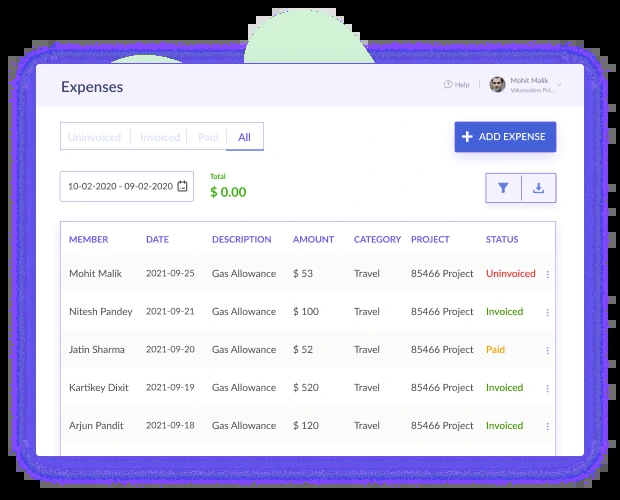 Expenses
Help
Mohit Malik
Valuecoders Pvt...
Uninvoiced Invoiced Paid All
+ ADD EXPENSE
10-02-2020 - 09-02-2020
Total
$ 0.00
MEMBER DATE DESCRIPTION AMOUNT CATEGORY PROJECT STATUS
Mohit Malik 2021-09-25 Gas Allowance $ 53 Travel 85466 Project Uninvoiced
Nitesh Pandey 2021-09-21 Gas Allowance $ 100 Travel 85466 Project Invoiced
Jatin Sharma 2021-09-20 Gas Allowance $ 52 Travel 85466 Project Paid
Kartikey Dixit 2021-09-19 Gas Allowance $ 520 Travel 85466 Project Invoiced
Arjun Pandit 2021-09-18 Gas Allowance $ 120 Travel 85466 Project Invoiced